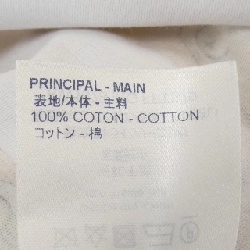 PRINCIPAL - MAIN
表地/本体 - 主料
100% COTON - COTTON
コットン - 棉